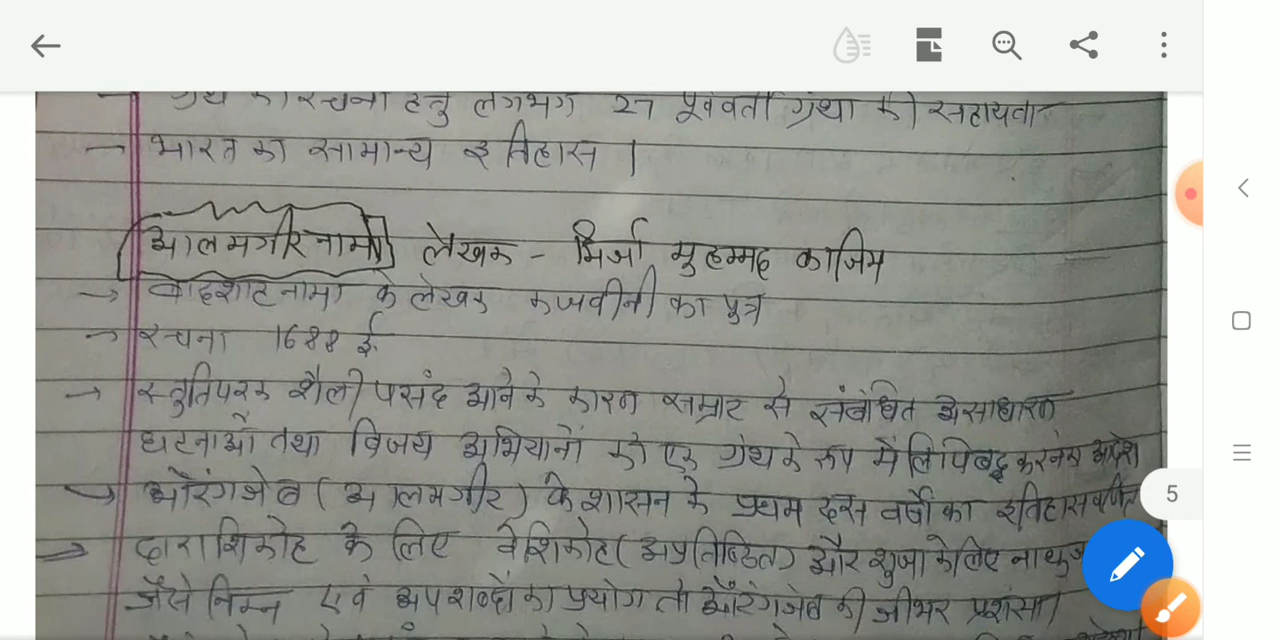 ग्रंथ की रचना हेतु लगभग 27 पूर्ववर्ती ग्रंथों की सहायता
→ भारत का सामान्य इतिहास ।
आलमगीरनामा लेखक - मिर्जा मुहम्मद काजिम
→ बादशाहनामा के लेखक कजवीनी का पुत्र
→ रचना 1688 ई.
→ स्तुतिपरक शैली पसंद आने के कारण सम्राट से संबंधित असाधारण
घटनाओं तथा विजय अभियानों को एक ग्रंथ के रूप में लिपिबद्ध करने का आदेश
→ औरंगजेब (आलमगीर) के शासन के प्रथम दस वर्षों का इतिहास वर्णित
5
→ दाराशिकोह के लिए बेशिकोह (अप्रतिष्ठित) और शुजा के लिए
जैसे निम्न एवं अपशब्दों का प्रयोग तो औरंगजेब की जीभर प्रशंसा।